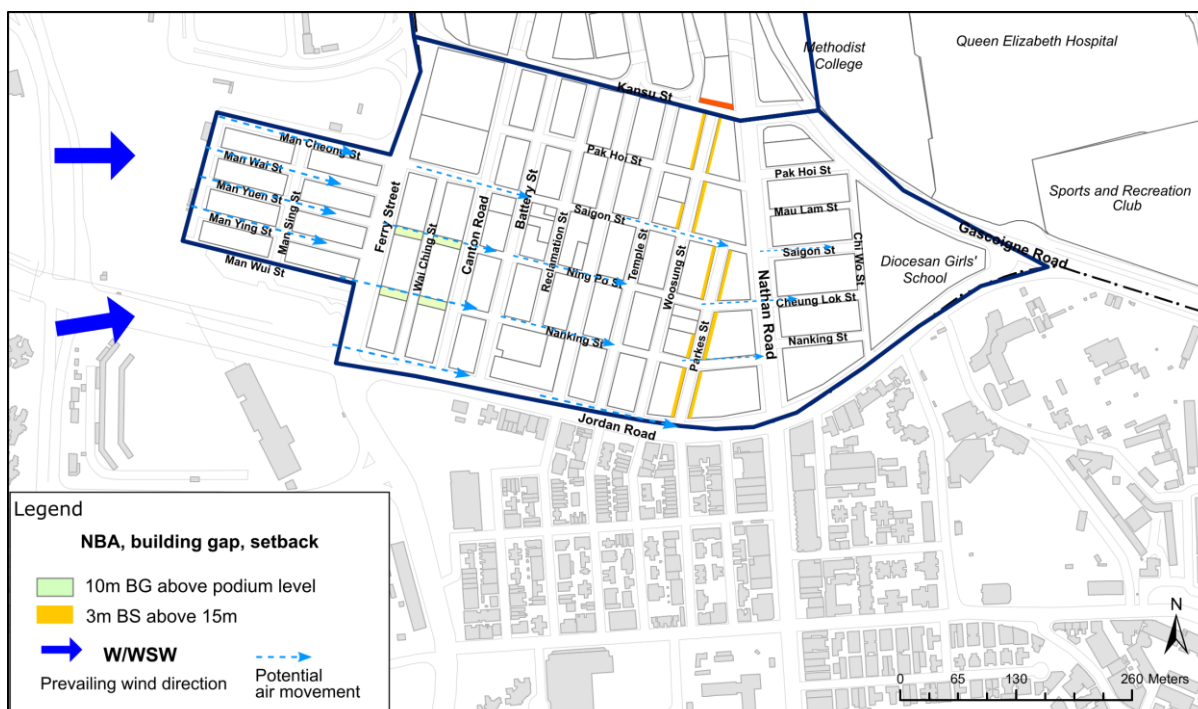 Methodist
College
Queen Elizabeth Hospital
Kansu St
Man Cheong St
Man Wai St
Man Yuen St
Man Ying St
Man Sing St
Man Wui St
Ferry Street
Wai Ching St
Canton Road
Battery St
Reclamation St
Pak Hoi St
Saigon St
Ning Po St
Nanking St
Temple St
Woosung St
Parkes St
Nathan Road
Pak Hoi St
Mau Lam St
Saigon St
Cheung Lok St
Nanking St
Chi Wo St
Diocesan Girls'
School
Gascoigne Road
Sports and Recreation
Club
Jordan Road
Legend
NBA, building gap, setback
10m BG above podium level
3m BS above 15m
W/WSW
Prevailing wind direction
Potential
air movement
N
0 65 130 260 Meters